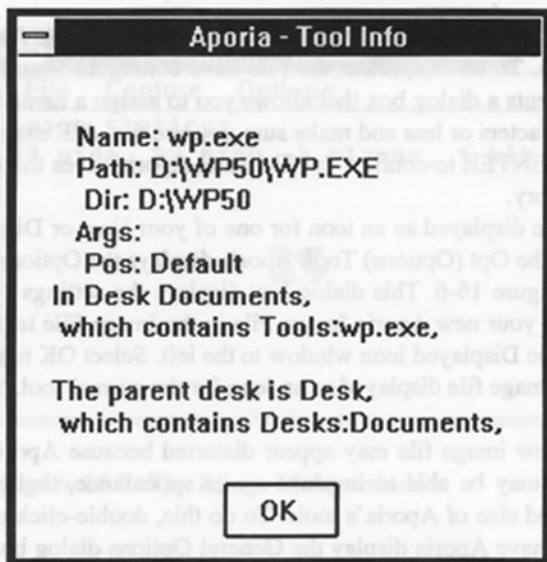 Aporia - Tool Info
Name: wp.exe
Path: D:\WP50\WP.EXE
Dir: D:\WP50
Args:
Pos: Default
In Desk Documents,
which contains Tools:wp.exe,
The parent desk is Desk,
which contains Desks:Documents,
OK